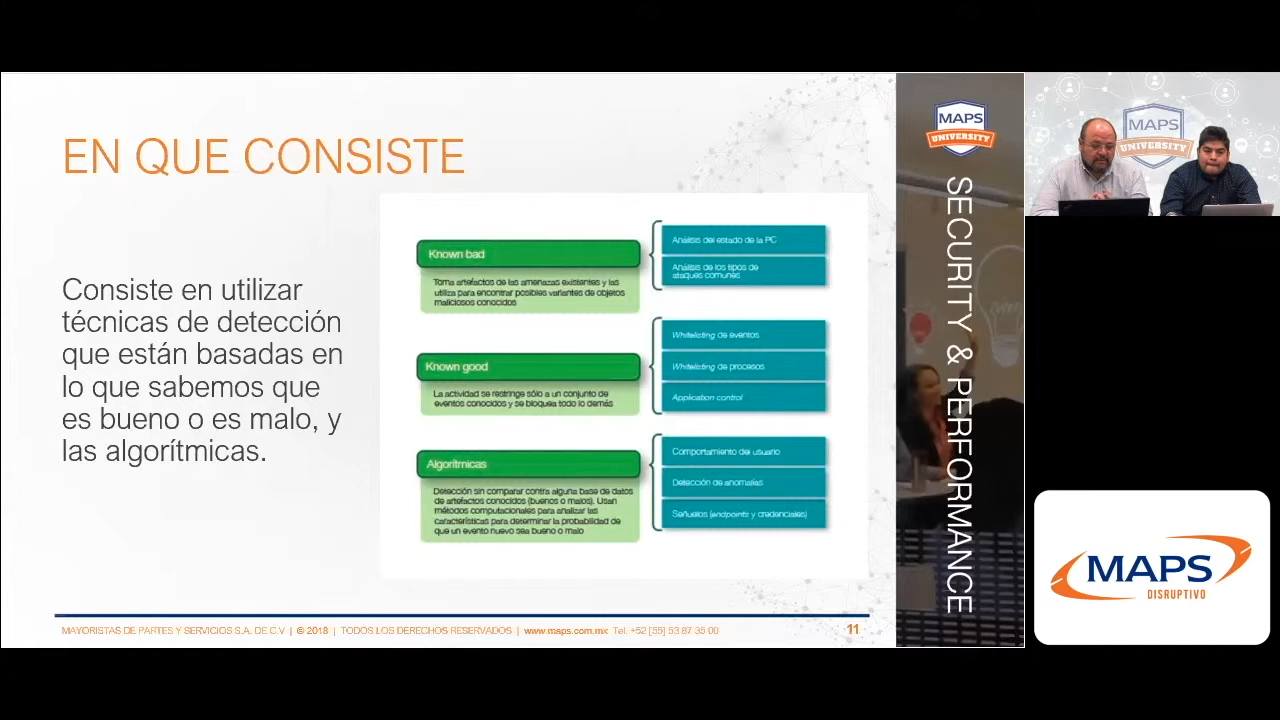 EN QUE CONSISTE
Consiste en utilizar
técnicas de detección
que están basadas en
lo que sabemos que
es bueno o es malo, y
las algorítmicas.
Known bad
Toma artefactos de las amenazas existentes y las
utiliza para encontrar posibles variantes de objetos
maliciosos conocidos
Análisis del estado de la PC
Análisis de los tipos de
ataques comunes
Known good
La actividad se restringe sólo a un conjunto de
eventos conocidos y se bloquea todo lo demás
Whitelisting de eventos
Whitelisting de procesos
Application control
Algorítmicas
Detección sin comparar contra alguna base de datos
de artefactos conocidos (buenos o malos). Usan
métodos computacionales para analizar las
características para determinar la probabilidad de
que un evento nuevo sea bueno o malo
Comportamiento del usuario
Detección de anomalías
Señuelos (endpoints y credenciales)
MAYORISTAS DE PARTES Y SERVICIOS S.A. DE C.V | © 2018 | TODOS LOS DERECHOS RESERVADOS | www.maps.com.mx Tel. +52 [55] 53 87 35 00
11
MAPS
UNIVERSITY
SECURITY & PERFORMANCE
MAPS
UNIVERSITY
MAPS
DISRUPTIVO